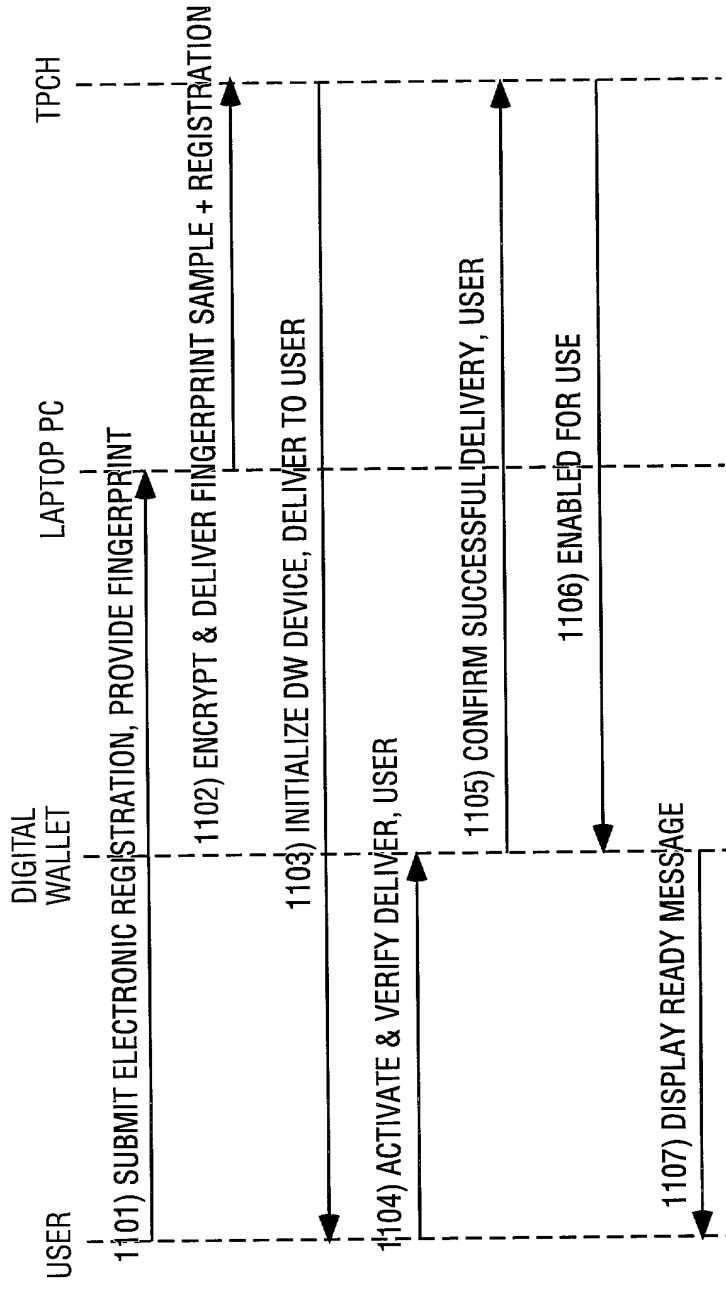 USER
DIGITAL
WALLET
LAPTOP PC
TPCH
1101) SUBMIT ELECTRONIC REGISTRATION, PROVIDE FINGERPRINT
1102) ENCRYPT & DELIVER FINGERPRINT SAMPLE + REGISTRATION
1103) INITIALIZE DW DEVICE, DELIVER TO USER
1104) ACTIVATE & VERIFY DELIVER, USER
1105) CONFIRM SUCCESSFUL DELIVERY, USER
1106) ENABLED FOR USE
1107) DISPLAY READY MESSAGE